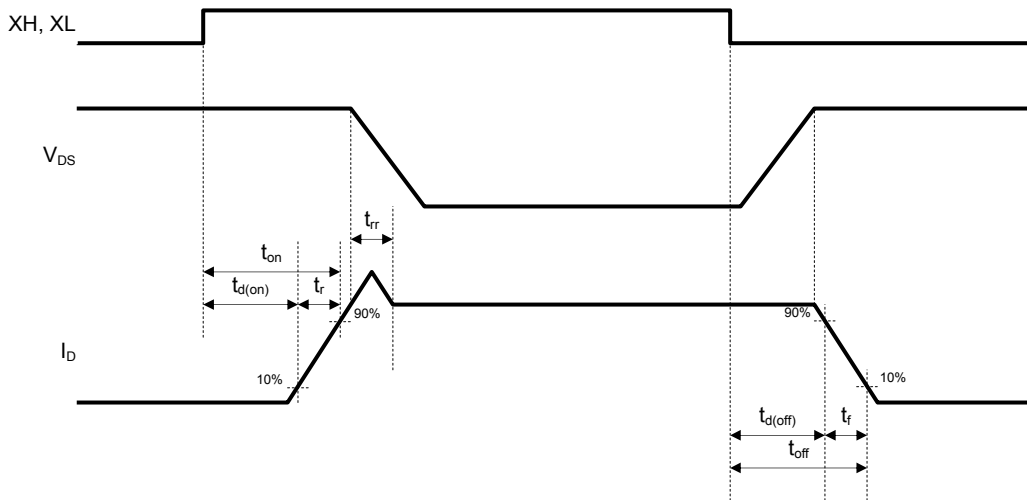 XH, XL
VDS
trr
ton
td(on) tr
90%
90%
ID
10%
10%
td(off) tf
toff